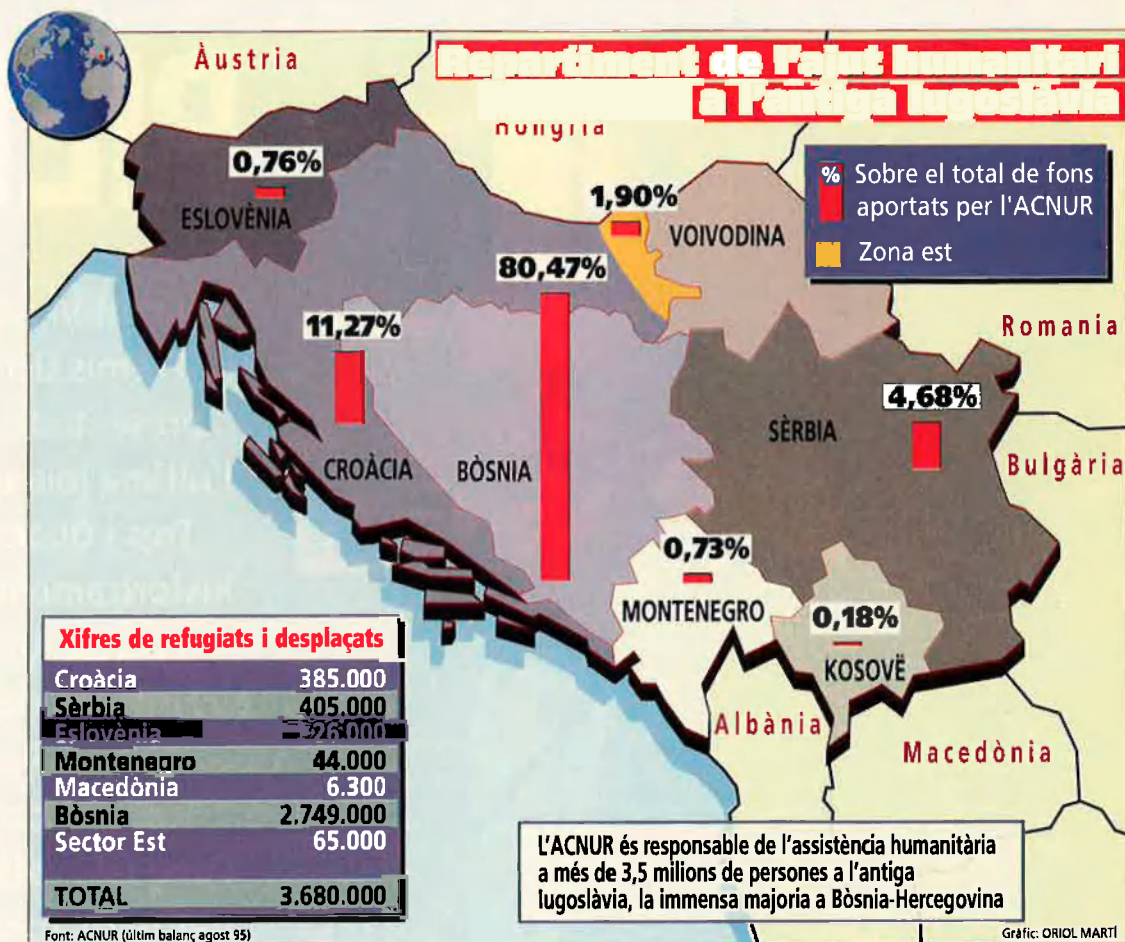 Repartiment de l'ajut humanitari
a l'antiga Iugoslàvia
Àustria
Hongria
0,76%
ESLOVÈNIA
1,90%
VOIVODINA
% Sobre el total de fons
aportats per l'ACNUR
Zona est
80,47%
11,27%
Romania
4,68%
SÈRBIA
CROÀCIA
BÒSNIA
Bulgària
0,73%
MONTENEGRO
0,18%
KOSOVË
Albània
Macedònia
Xifres de refugiats i desplaçats
Croàcia 385.000
Sèrbia 405.000
Eslovènia 26.000
Montenegro 44.000
Macedònia 6.300
Bòsnia 2.749.000
Sector Est 65.000
TOTAL 3.680.000
L'ACNUR és responsable de l'assistència humanitària
a més de 3,5 milions de persones a l'antiga
Iugoslàvia, la immensa majoria a Bòsnia-Hercegovina
Font: ACNUR (últim balanç agost 95)
Gràfic: ORIOL MARTÍ